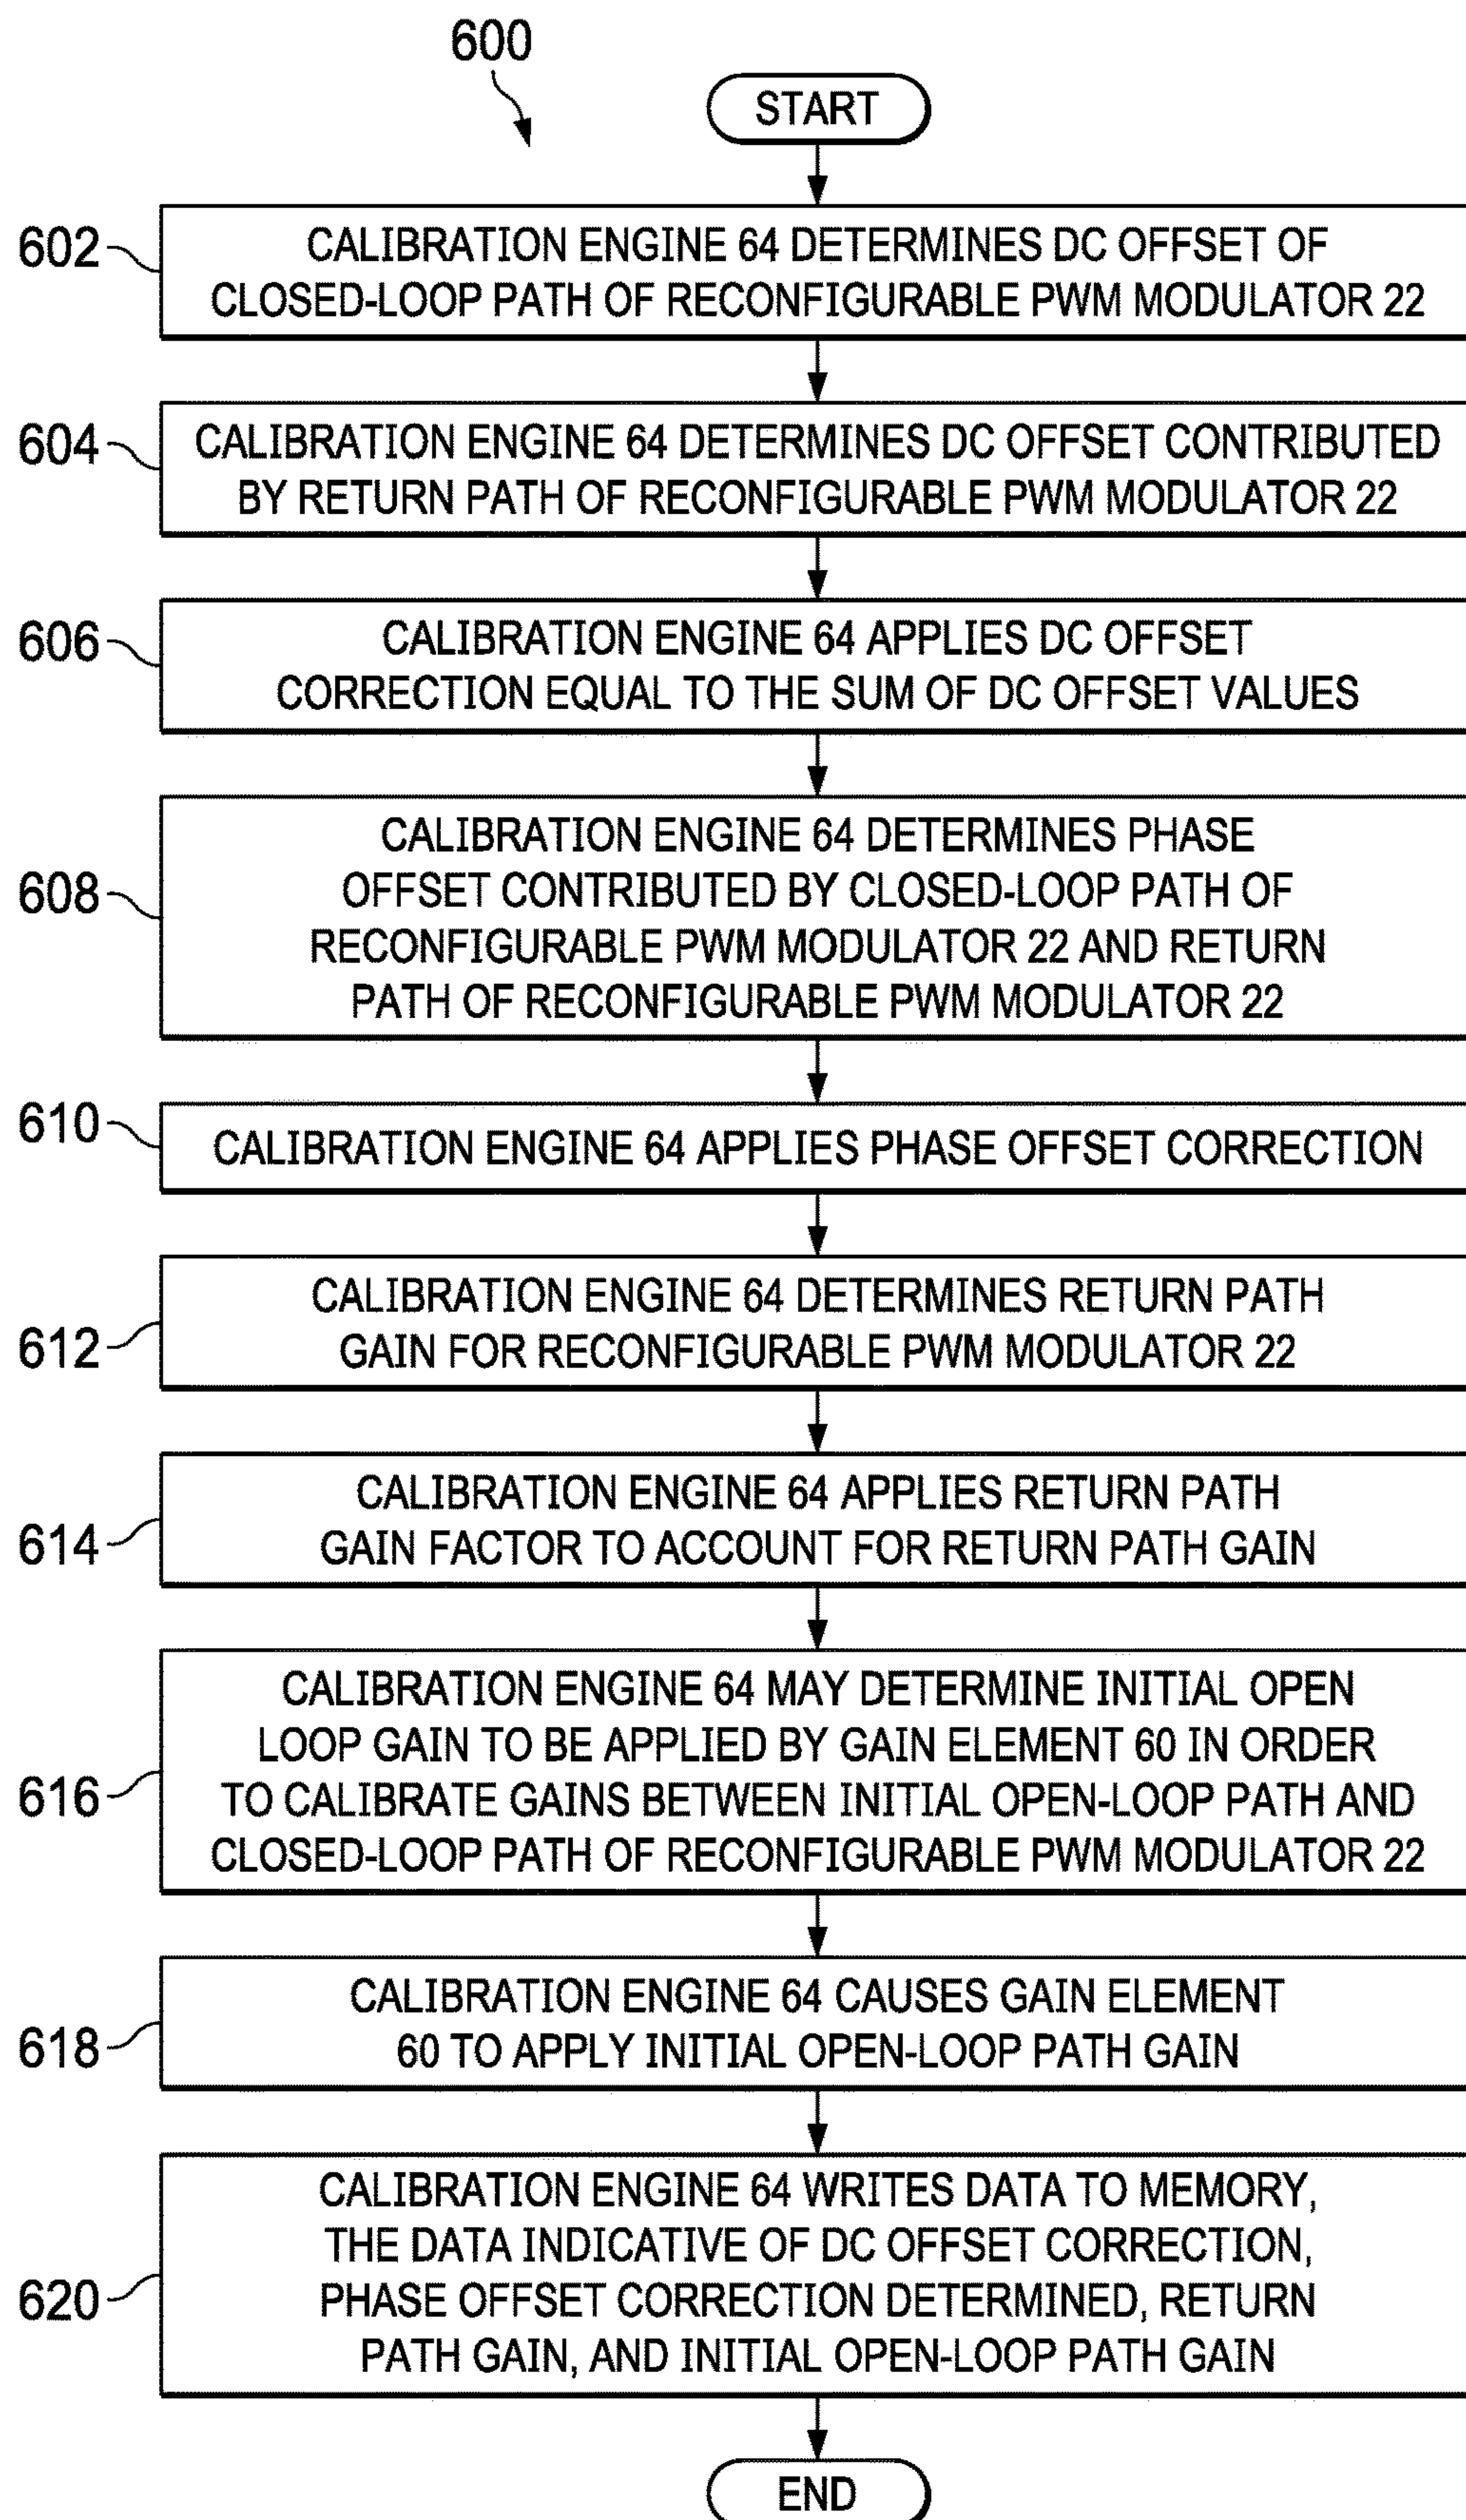 600
START
602
CALIBRATION ENGINE 64 DETERMINES DC OFFSET OF
CLOSED-LOOP PATH OF RECONFIGURABLE PWM MODULATOR 22
604
CALIBRATION ENGINE 64 DETERMINES DC OFFSET CONTRIBUTED
BY RETURN PATH OF RECONFIGURABLE PWM MODULATOR 22
606
CALIBRATION ENGINE 64 APPLIES DC OFFSET
CORRECTION EQUAL TO THE SUM OF DC OFFSET VALUES
608
CALIBRATION ENGINE 64 DETERMINES PHASE
OFFSET CONTRIBUTED BY CLOSED-LOOP PATH OF
RECONFIGURABLE PWM MODULATOR 22 AND RETURN
PATH OF RECONFIGURABLE PWM MODULATOR 22
610
CALIBRATION ENGINE 64 APPLIES PHASE OFFSET CORRECTION
612
CALIBRATION ENGINE 64 DETERMINES RETURN PATH
GAIN FOR RECONFIGURABLE PWM MODULATOR 22
614
CALIBRATION ENGINE 64 APPLIES RETURN PATH
GAIN FACTOR TO ACCOUNT FOR RETURN PATH GAIN
616
CALIBRATION ENGINE 64 MAY DETERMINE INITIAL OPEN
LOOP GAIN TO BE APPLIED BY GAIN ELEMENT 60 IN ORDER
TO CALIBRATE GAINS BETWEEN INITIAL OPEN-LOOP PATH AND
CLOSED-LOOP PATH OF RECONFIGURABLE PWM MODULATOR 22
618
CALIBRATION ENGINE 64 CAUSES GAIN ELEMENT
60 TO APPLY INITIAL OPEN-LOOP PATH GAIN
620
CALIBRATION ENGINE 64 WRITES DATA TO MEMORY,
THE DATA INDICATIVE OF DC OFFSET CORRECTION,
PHASE OFFSET CORRECTION DETERMINED, RETURN
PATH GAIN, AND INITIAL OPEN-LOOP PATH GAIN
END